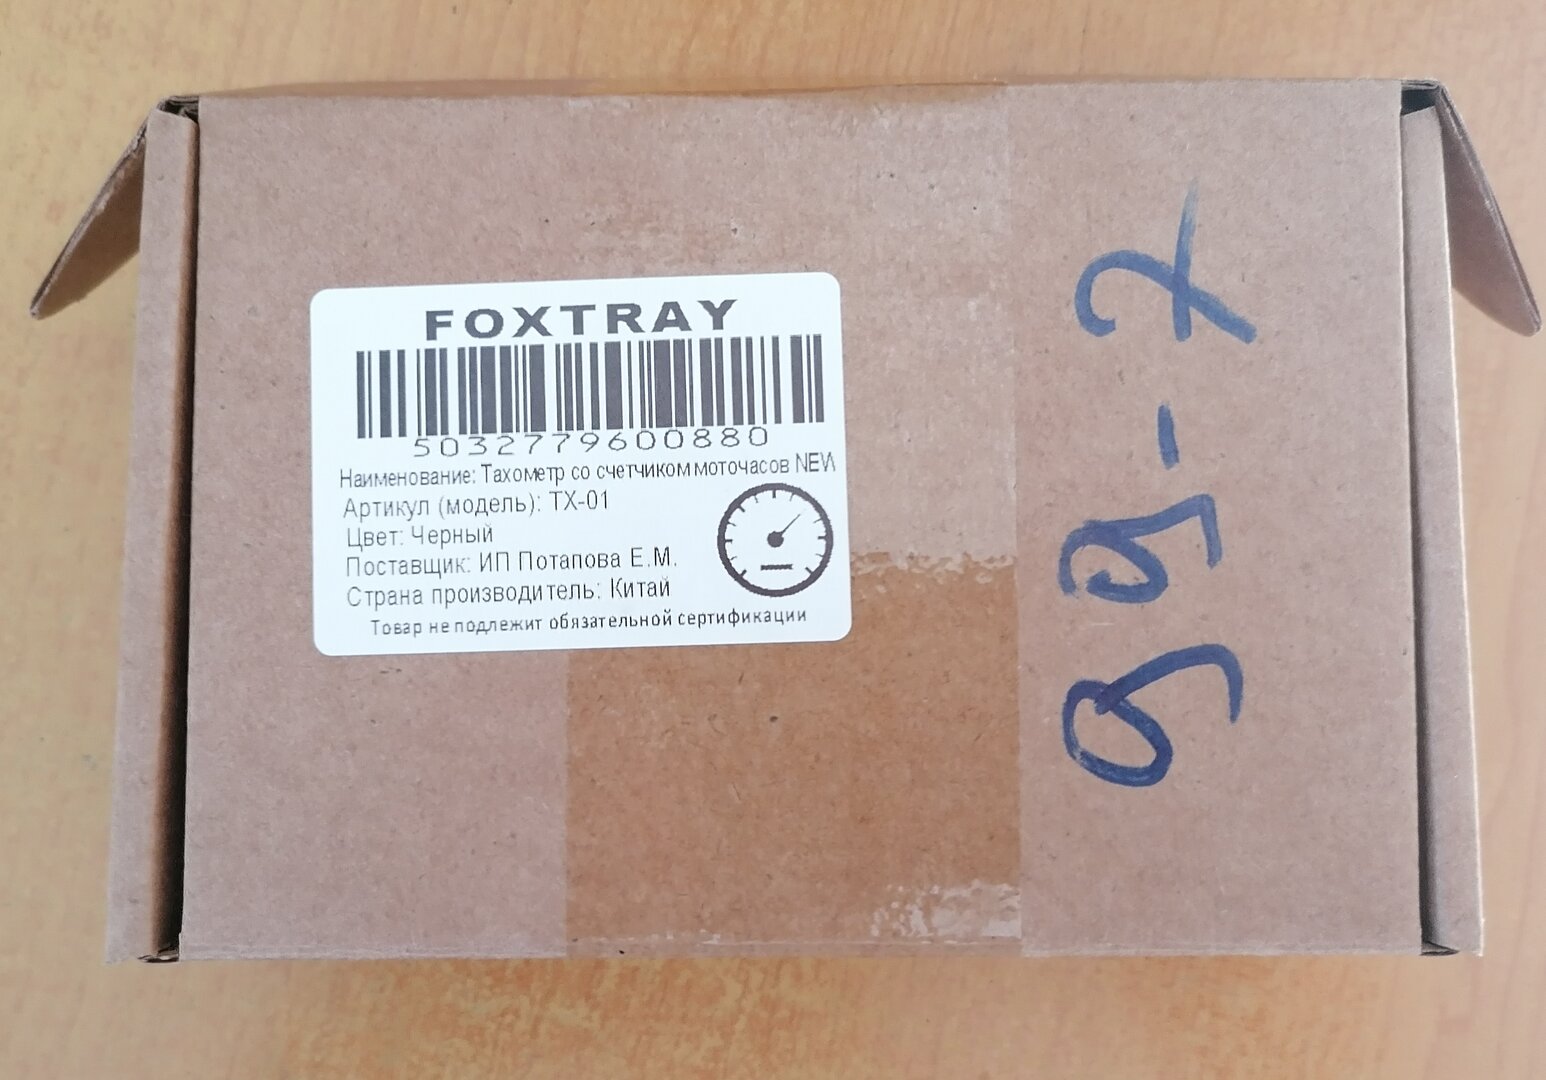 FOXTRAY
5032779600880
Наименование: Тахометр со счетчиком моточасов NEW
Артикул (модель): TX-01
Цвет: Черный
Поставщик: ИП Потапова Е.М.
Страна производитель: Китай
Товар не подлежит обязательной сертификации
99-7